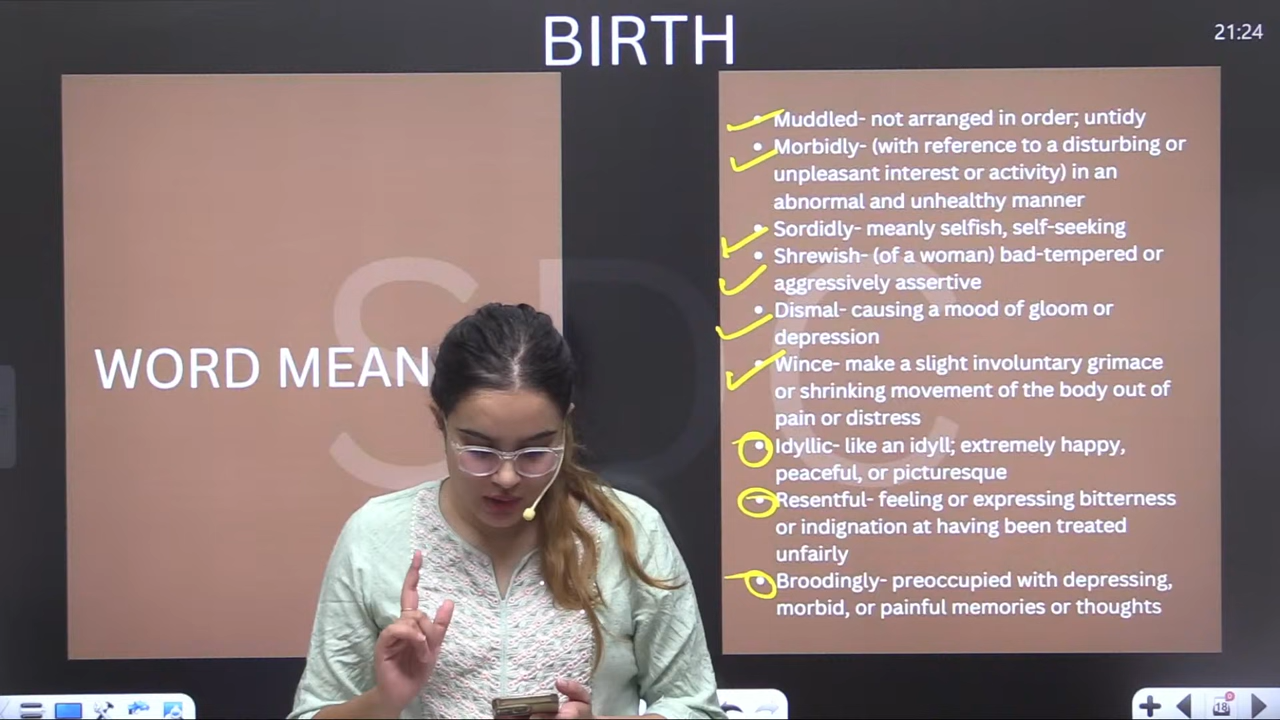 BIRTH
21:24
WORD MEAN
• Muddled- not arranged in order; untidy
• Morbidly- (with reference to a disturbing or
unpleasant interest or activity) in an
abnormal and unhealthy manner
• Sordidly- meanly selfish, self-seeking
• Shrewish- (of a woman) bad-tempered or
aggressively assertive
• Dismal- causing a mood of gloom or
depression
• Wince- make a slight involuntary grimace
or shrinking movement of the body out of
pain or distress
• Idyllic- like an idyll; extremely happy,
peaceful, or picturesque
• Resentful- feeling or expressing bitterness
or indignation at having been treated
unfairly
• Broodingly- preoccupied with depressing,
morbid, or painful memories or thoughts
SDC
18